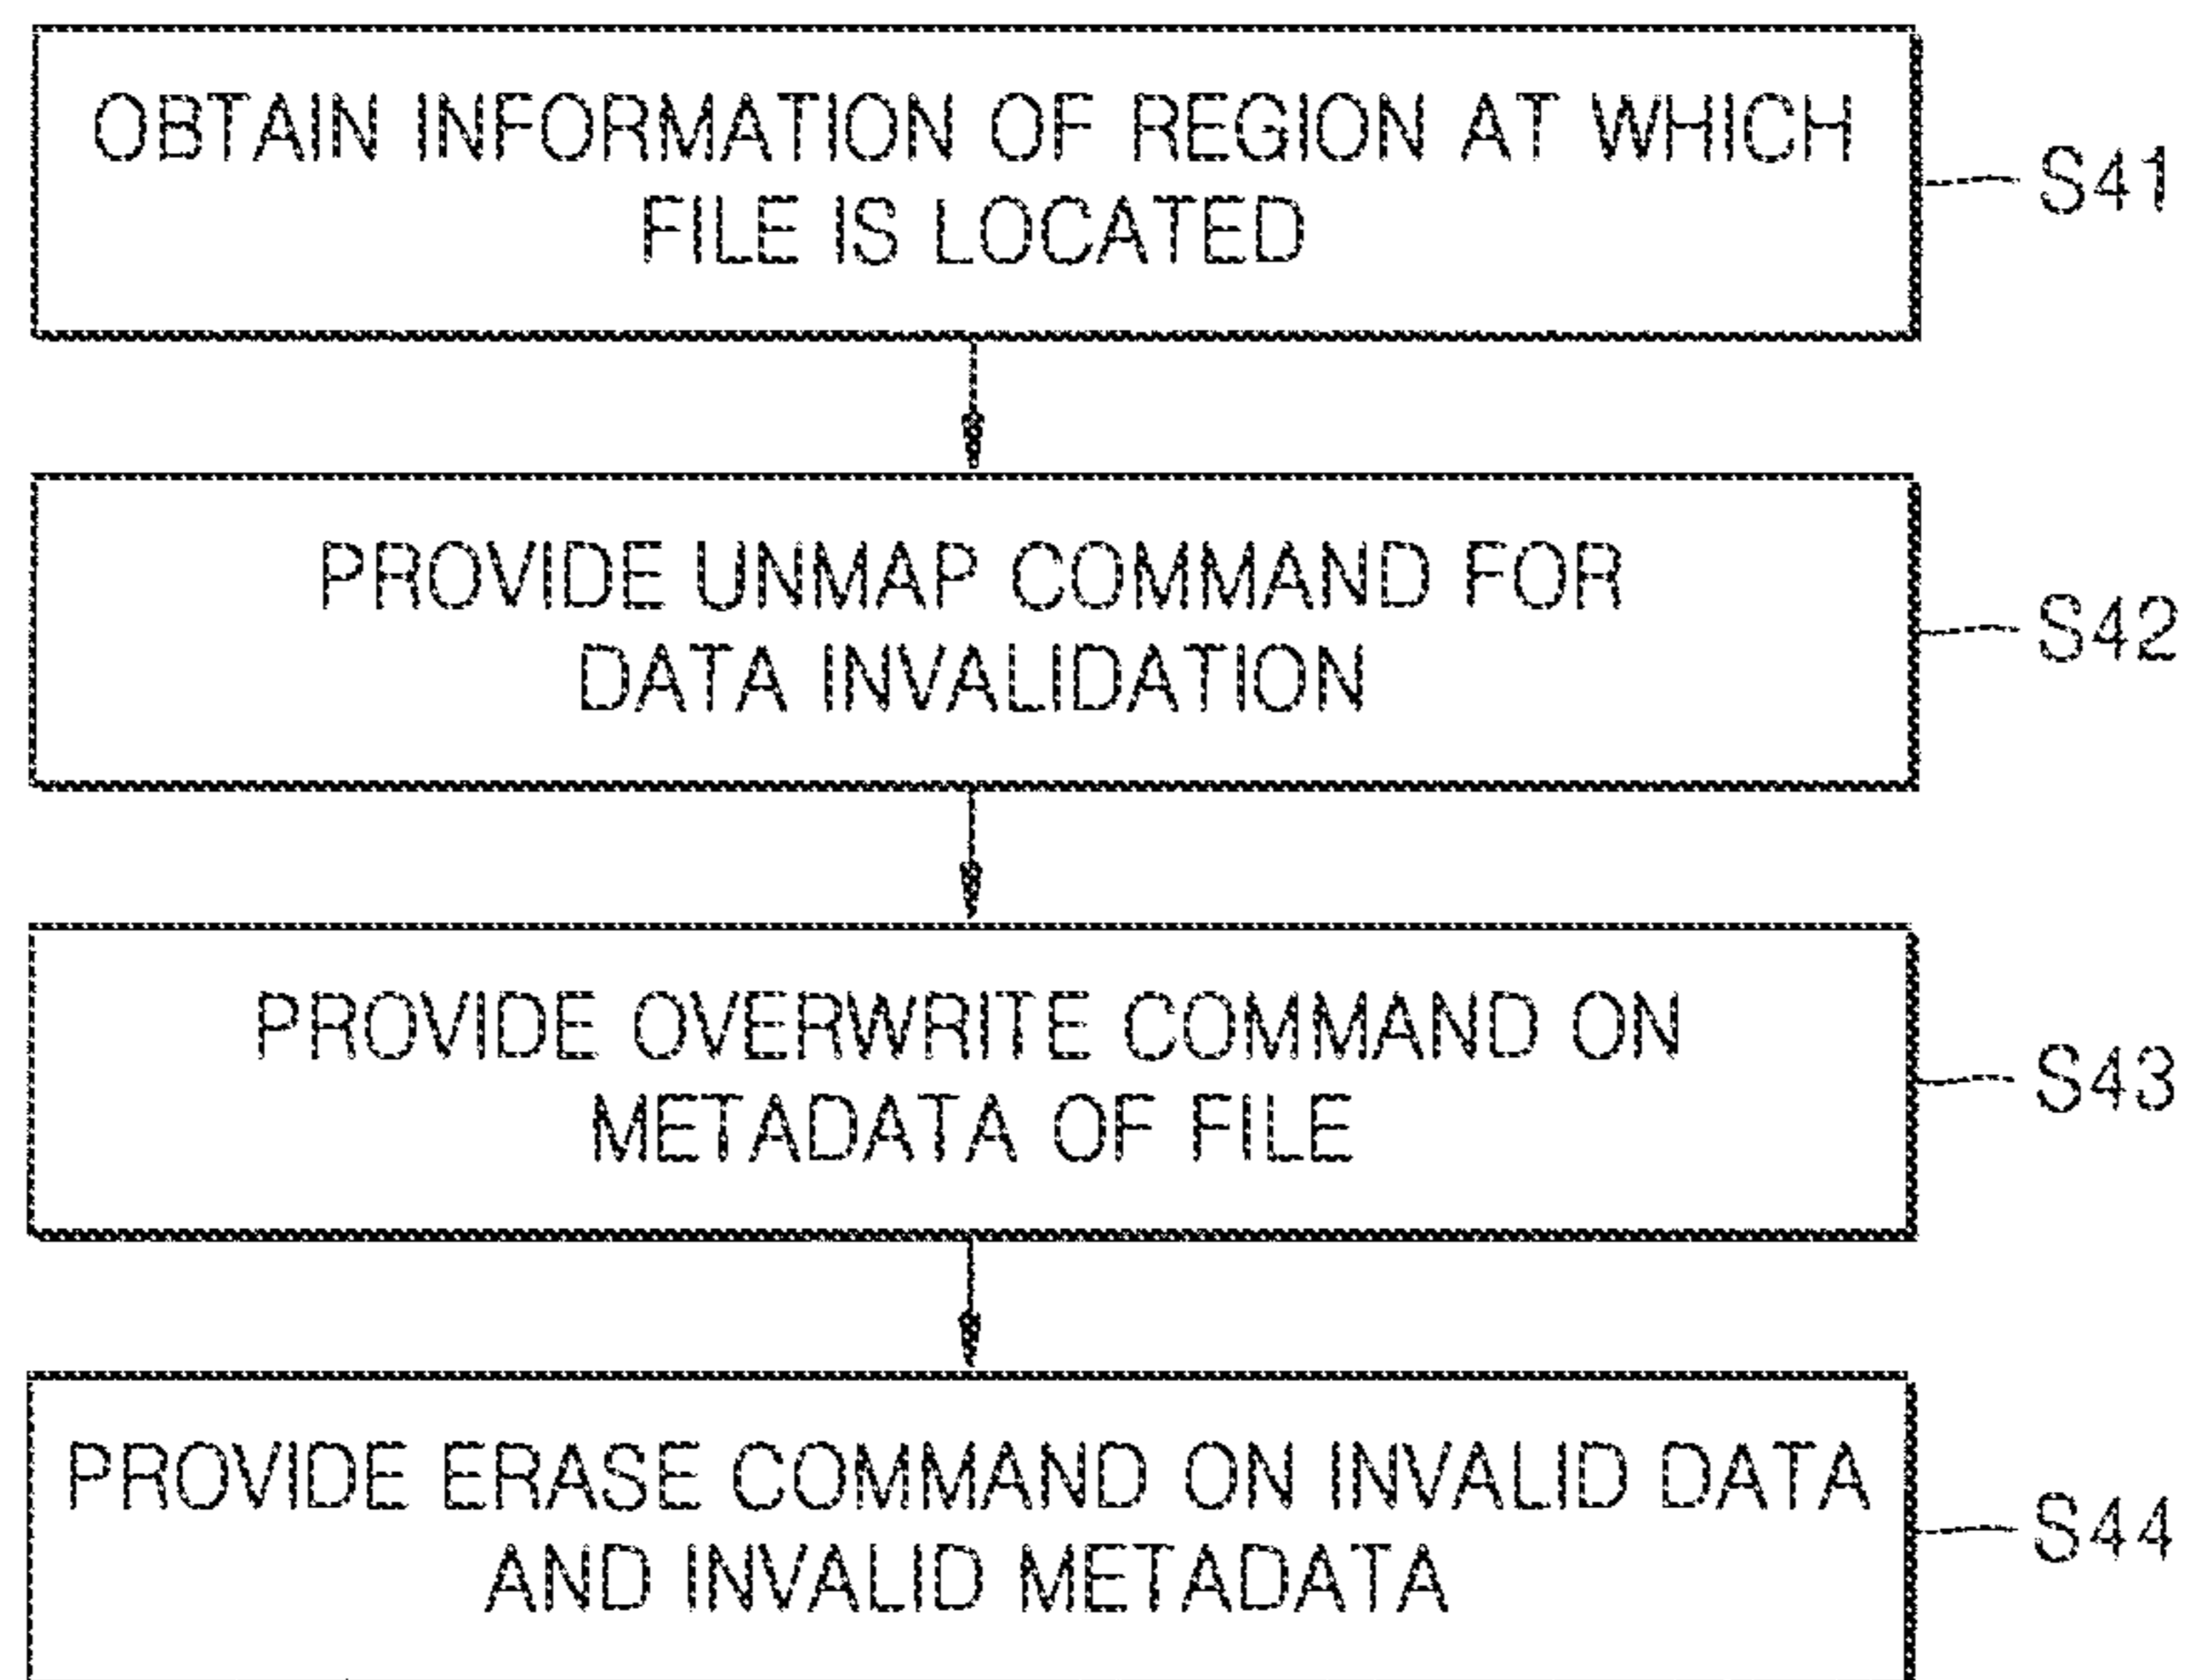 OBTAIN INFORMATION OF REGION AT WHICH
FILE IS LOCATED
S41
PROVIDE UNMAP COMMAND FOR
DATA INVALIDATION
S42
PROVIDE OVERWRITE COMMAND ON
METADATA OF FILE
S43
PROVIDE ERASE COMMAND ON INVALID DATA
AND INVALID METADATA
S44